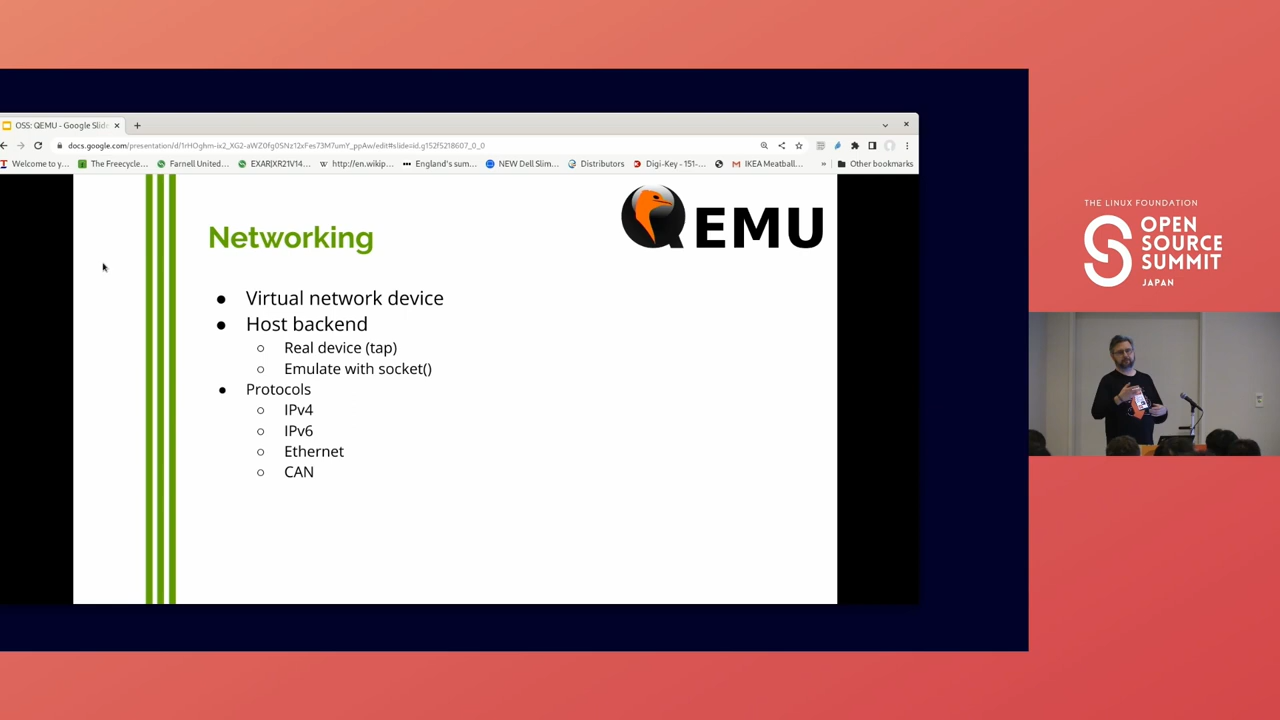 OSS: QEMU - Google Slide
docs.google.com/presentation/d/1rHOghm-ix2_XG2-aWZ0fg0SNz12xFes73M7umY_ppAw/edit#slide=id.g152f5218607_0_0
Welcome to y... The Freecycle... Farnell United... EXAR|XR21V14... http://en.wikip... England's sum... NEW Dell Slim... Distributors Digi-Key - 151-... IKEA Meatball... » Other bookmarks
QEMU
Networking
● Virtual network device
● Host backend
○ Real device (tap)
○ Emulate with socket()
● Protocols
○ IPv4
○ IPv6
○ Ethernet
○ CAN
THE LINUX FOUNDATION
OPEN
SOURCE
SUMMIT
JAPAN